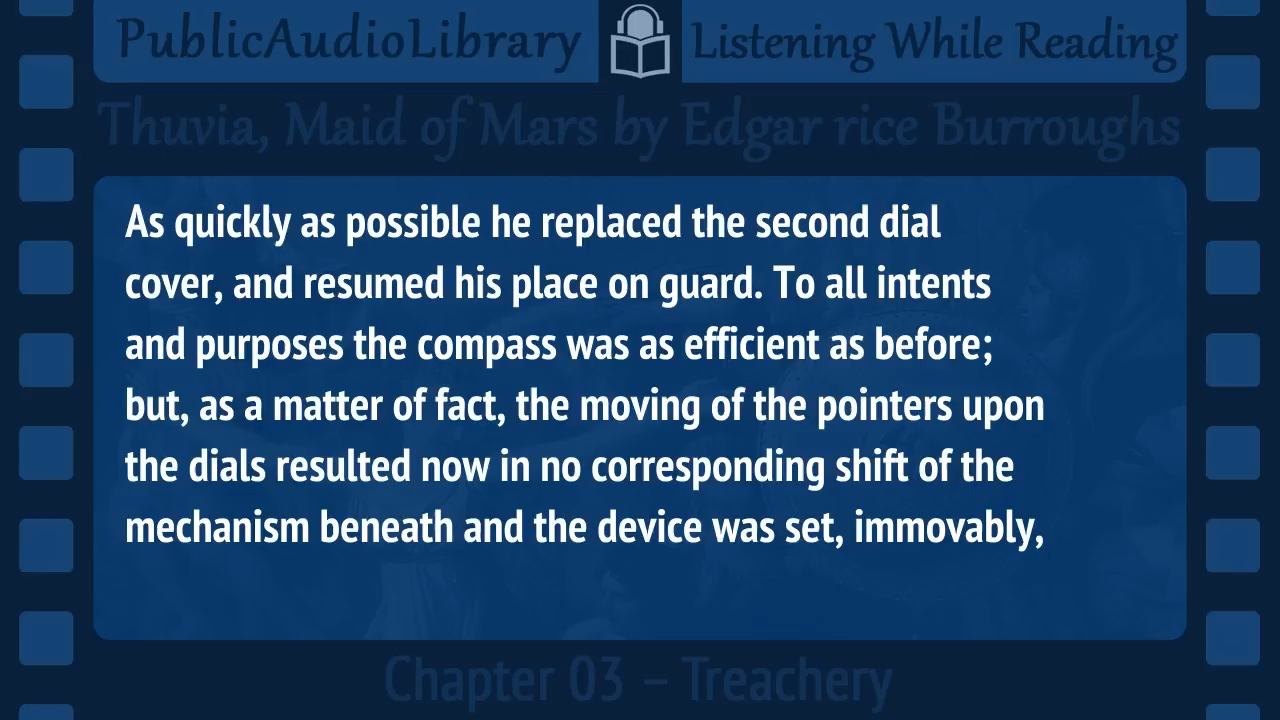 PublicAudioLibrary Listening While Reading
Thuvia, Maid of Mars by Edgar rice Burroughs
As quickly as possible he replaced the second dial
cover, and resumed his place on guard. To all intents
and purposes the compass was as efficient as before;
but, as a matter of fact, the moving of the pointers upon
the dials resulted now in no corresponding shift of the
mechanism beneath and the device was set, immovably,
Chapter 03 – Treachery